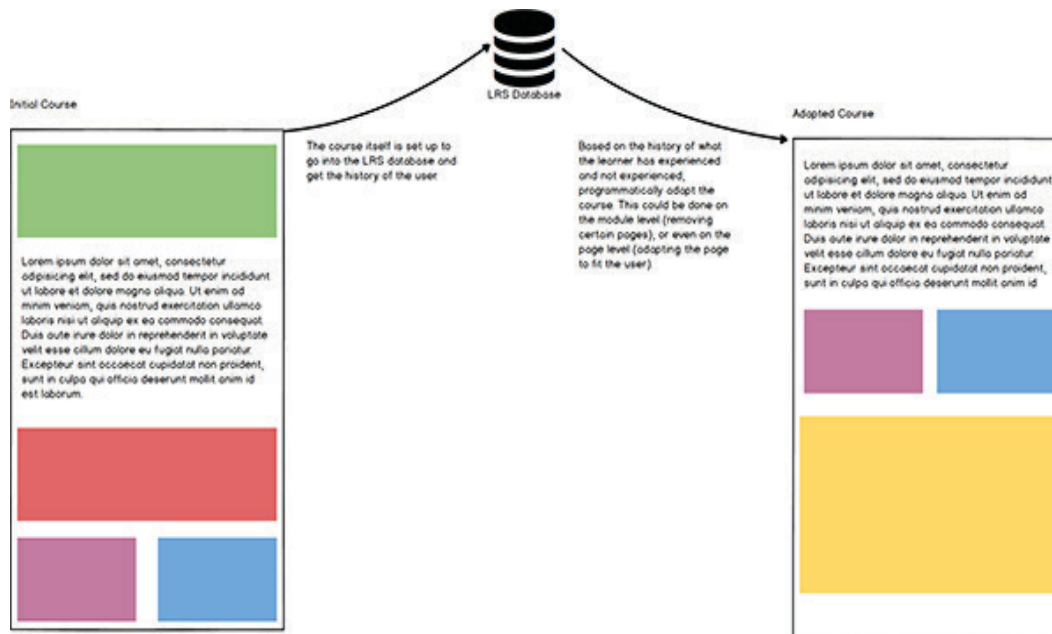 LRS Database
Initial Course
The course itself is set up to
go into the LRS database and
get the history of the user.
Based on the history of what
the learner has experienced
and not experienced,
programmatically adapt the
course. This could be done on
the module level (removing
certain pages), or even on the
page level (adapting the page
to fit the user)
Adapted Course
Lorem ipsum dolor sit amet, consectetur
adipisicing elit, sed do eiusmod tempor incididunt
ut labore et dolore magna aliqua. Ut enim ad
minim veniam, quis nostrud exercitation ullamco
laboris nisi ut aliquip ex ea commodo consequat.
Duis aute irure dolor in reprehenderit in voluptate
velit esse cillum dolore eu fugiat nulla pariatur.
Excepteur sint occaecat cupidatat non proident,
sunt in culpa qui officia deserunt mollit anim id
est laborum.
Lorem ipsum dolor sit amet, consectetur
adipisicing elit, sed do eiusmod tempor incididunt
ut labore et dolore magna aliqua. Ut enim ad
minim veniam, quis nostrud exercitation ullamco
laboris nisi ut aliquip ex ea commodo consequat.
Duis aute irure dolor in reprehenderit in voluptate
velit esse cillum dolore eu fugiat nulla pariatur.
Excepteur sint occaecat cupidatat non proident,
sunt in culpa qui officia deserunt mollit anim id